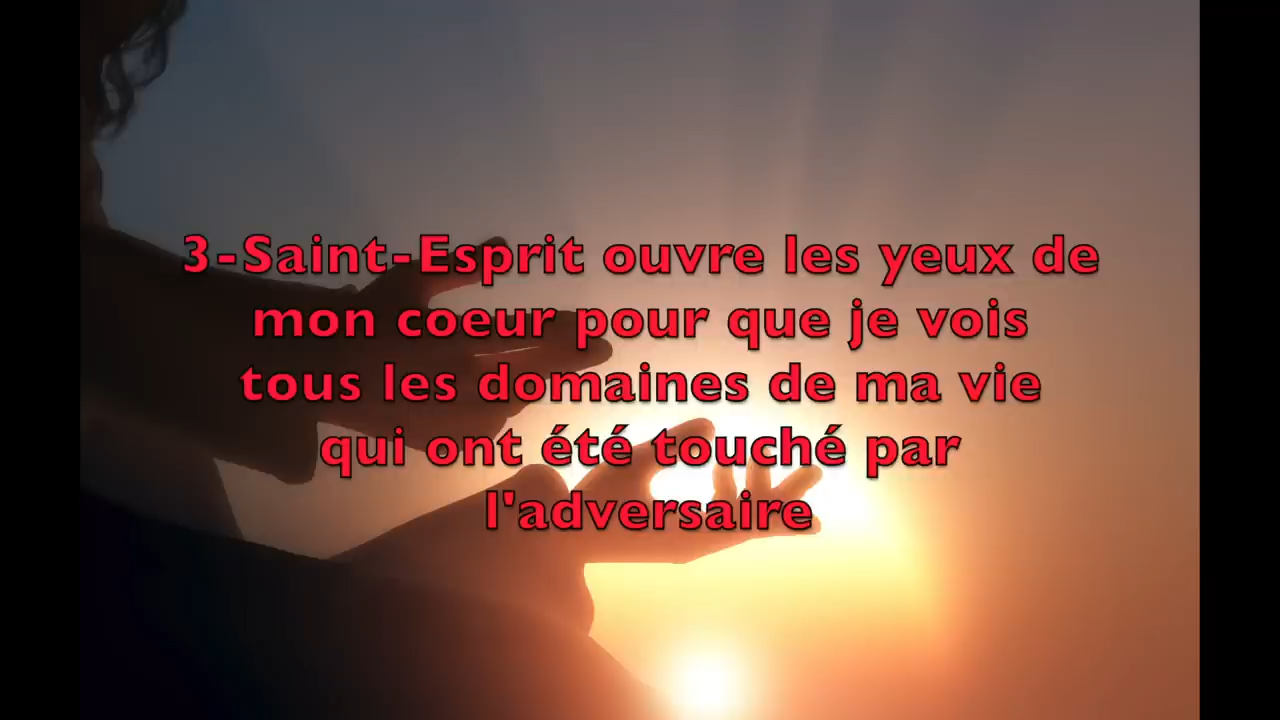 3-Saint-Esprit ouvre les yeux de
mon coeur pour que je vois
tous les domaines de ma vie
qui ont été touché par
l'adversaire